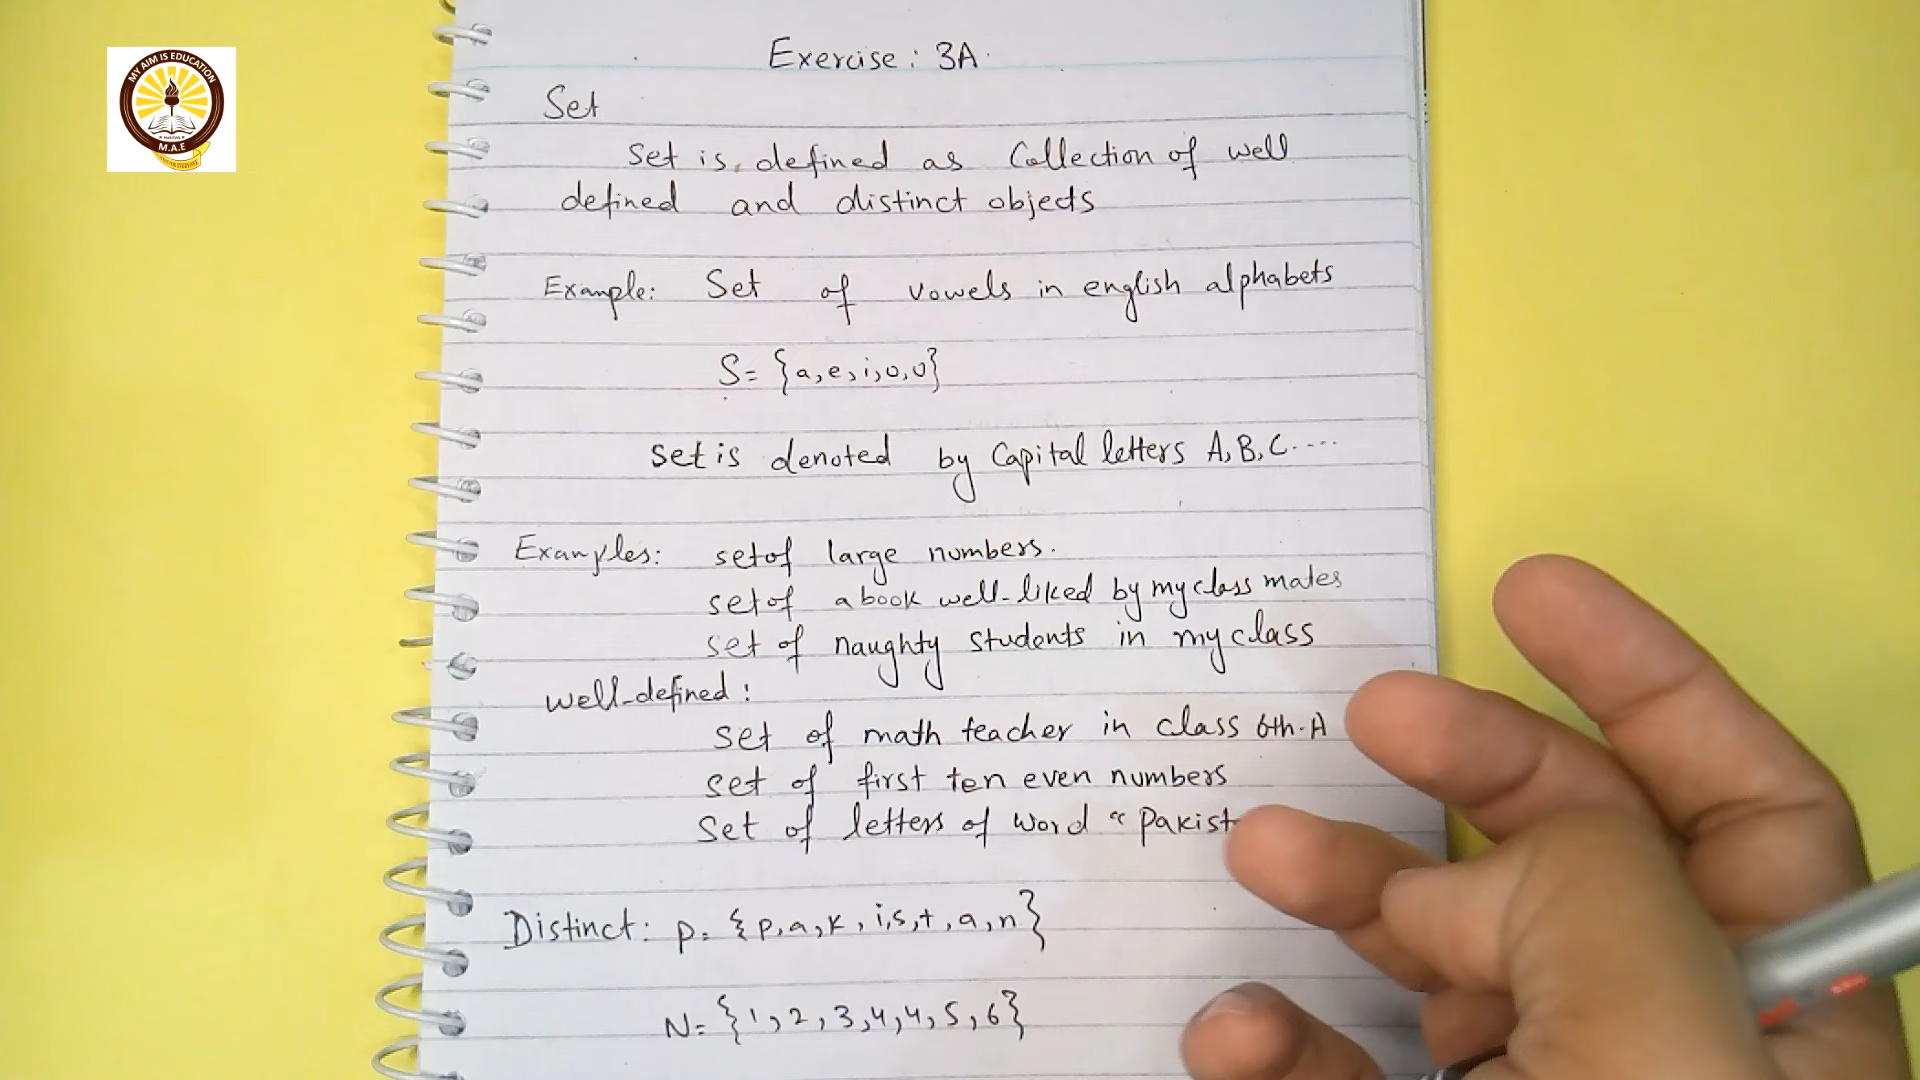 MY AIM IS EDUCATION
M.A.E
Exercise: 3A.
Set
Set is defined as Collection of well
defined and distinct objects
Example: Set of vowels in english alphabets
S= {a,e,i,o,u}
Set is denoted by Capital letters A,B,C....
Examples: set of large numbers.
set of a book well-liked by my class mates
set of naughty students in my class
well-defined:
set of math teacher in class 6th.A
set of first ten even numbers
Set of letters of word "Pakist
Distinct: P= {p,a,k,i,s,t,a,n}
N= {1,2,3,4,4,5,6}